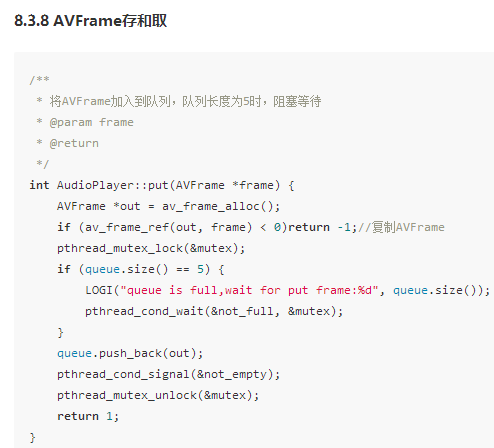 8.3.8 AVFrame存和取
/**
 * 将AVFrame加入到队列，队列长度为5时，阻塞等待
 * @param frame
 * @return
 */
int AudioPlayer::put(AVFrame *frame) {
    AVFrame *out = av_frame_alloc();
    if (av_frame_ref(out, frame) < 0)return -1;//复制AVFrame
    pthread_mutex_lock(&mutex);
    if (queue.size() == 5) {
        LOGI("queue is full,wait for put frame:%d", queue.size());
        pthread_cond_wait(&not_full, &mutex);
    }
    queue.push_back(out);
    pthread_cond_signal(&not_empty);
    pthread_mutex_unlock(&mutex);
    return 1;
}